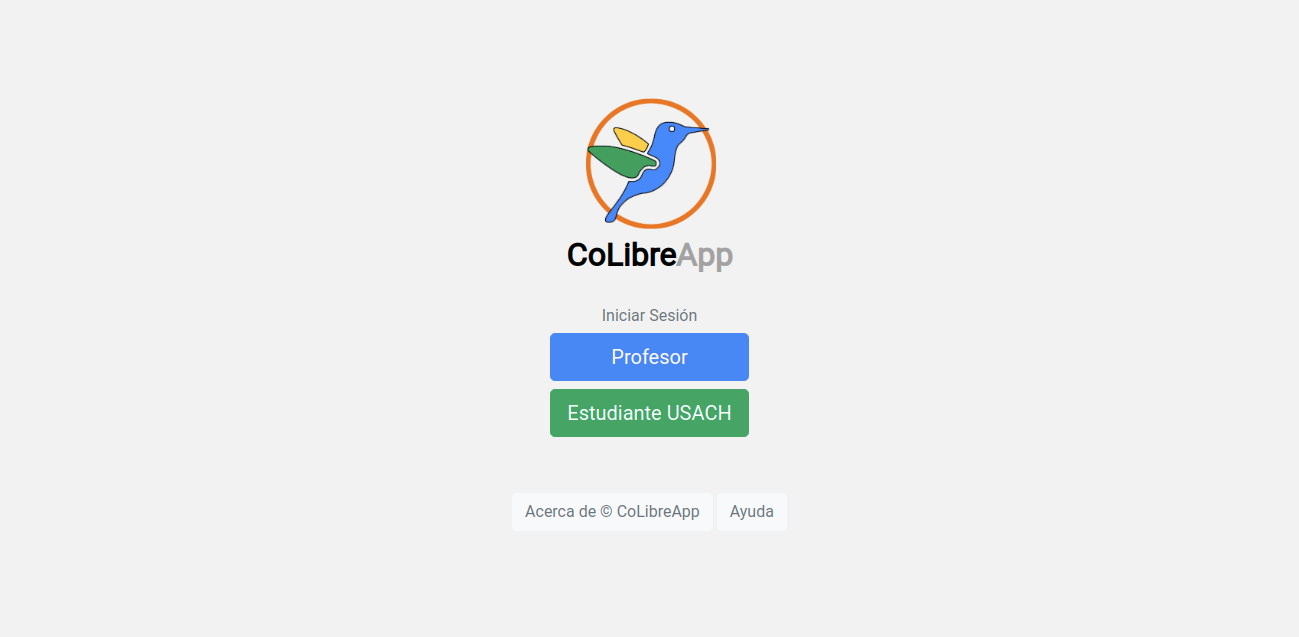 CoLibreApp
Iniciar Sesión
Profesor
Estudiante USACH
Acerca de © CoLibreApp Ayuda